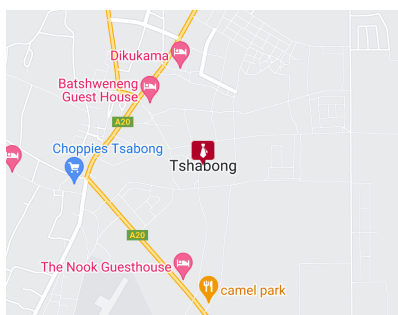 Dikukama
Batshweneng
Guest House
A20
Choppies Tsabong
Tshabong
A20
The Nook Guesthouse
camel park